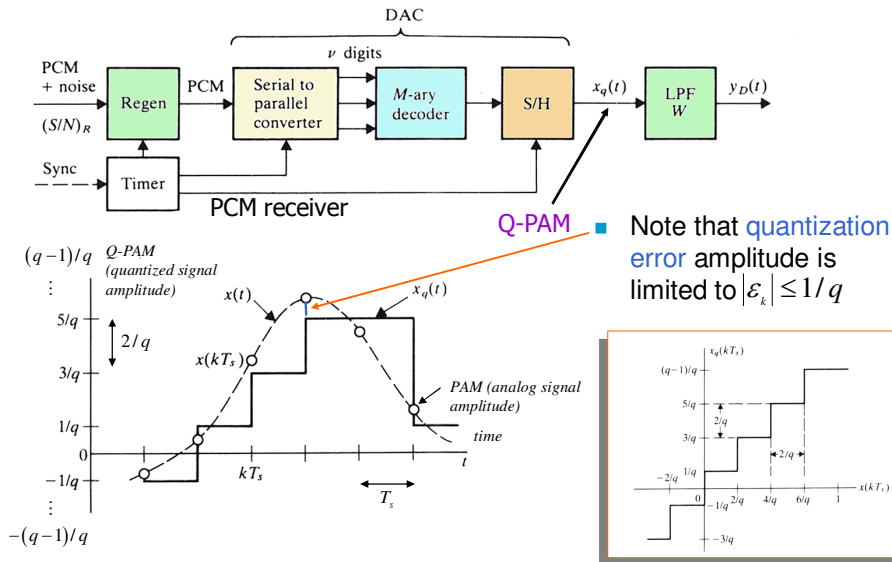 DAC
ν digits
PCM
+ noise
(S/N)R
Regen
PCM
Serial to
parallel
converter
M-ary
decoder
S/H
xq(t)
LPF
W
yD(t)
Sync
Timer
PCM receiver
Q-PAM
Note that quantization
error amplitude is
limited to |εk| ≤ 1/q
(q−1)/q
⋮
5/q
3/q
1/q
0
−1/q
⋮
−(q−1)/q
Q-PAM
(quantized signal
amplitude)
2/q
x(t)
xq(t)
x(kTs)
PAM (analog signal
amplitude)
time
t
kTs
Ts
xq(kTs)
(q−1)/q
5/q
2/q
3/q
2/q
1/q
−2/q
0
2/q
4/q
6/q
1
x(kTs)
−1/q
−3/q